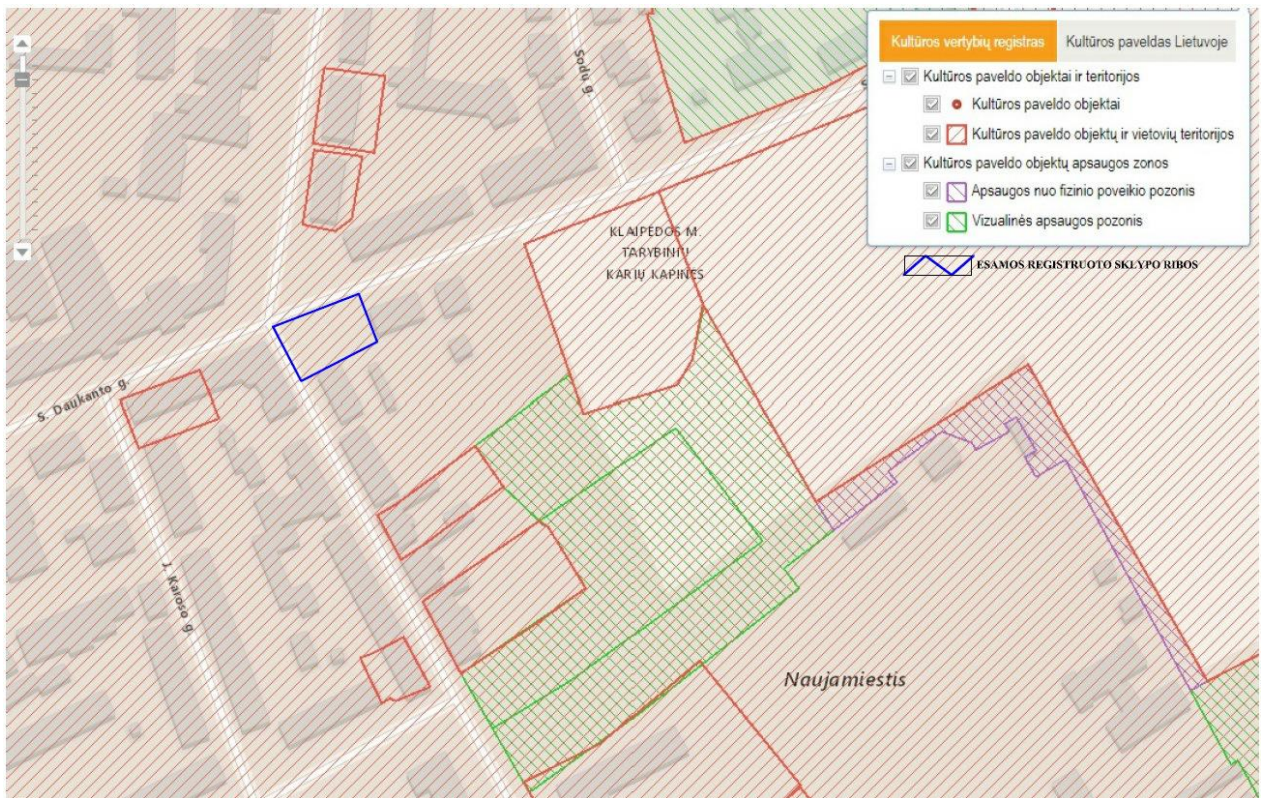 Kultūros vertybių registras
Kultūros paveldas Lietuvoje
Kultūros paveldo objektai ir teritorijos
Kultūros paveldo objektai
Kultūros paveldo objektų ir vietovių teritorijos
Kultūros paveldo objektų apsaugos zonos
Apsaugos nuo fizinio poveikio pozonis
Vizualinės apsaugos pozonis
ESAMOS REGISTRUOTO SKLYPO RIBOS
Sodų g.
KLAIPĖDOS M.
TARYBINIŲ
KARIŲ KAPINĖS
S. Daukanto g.
J. Karoso g.
Naujamiestis